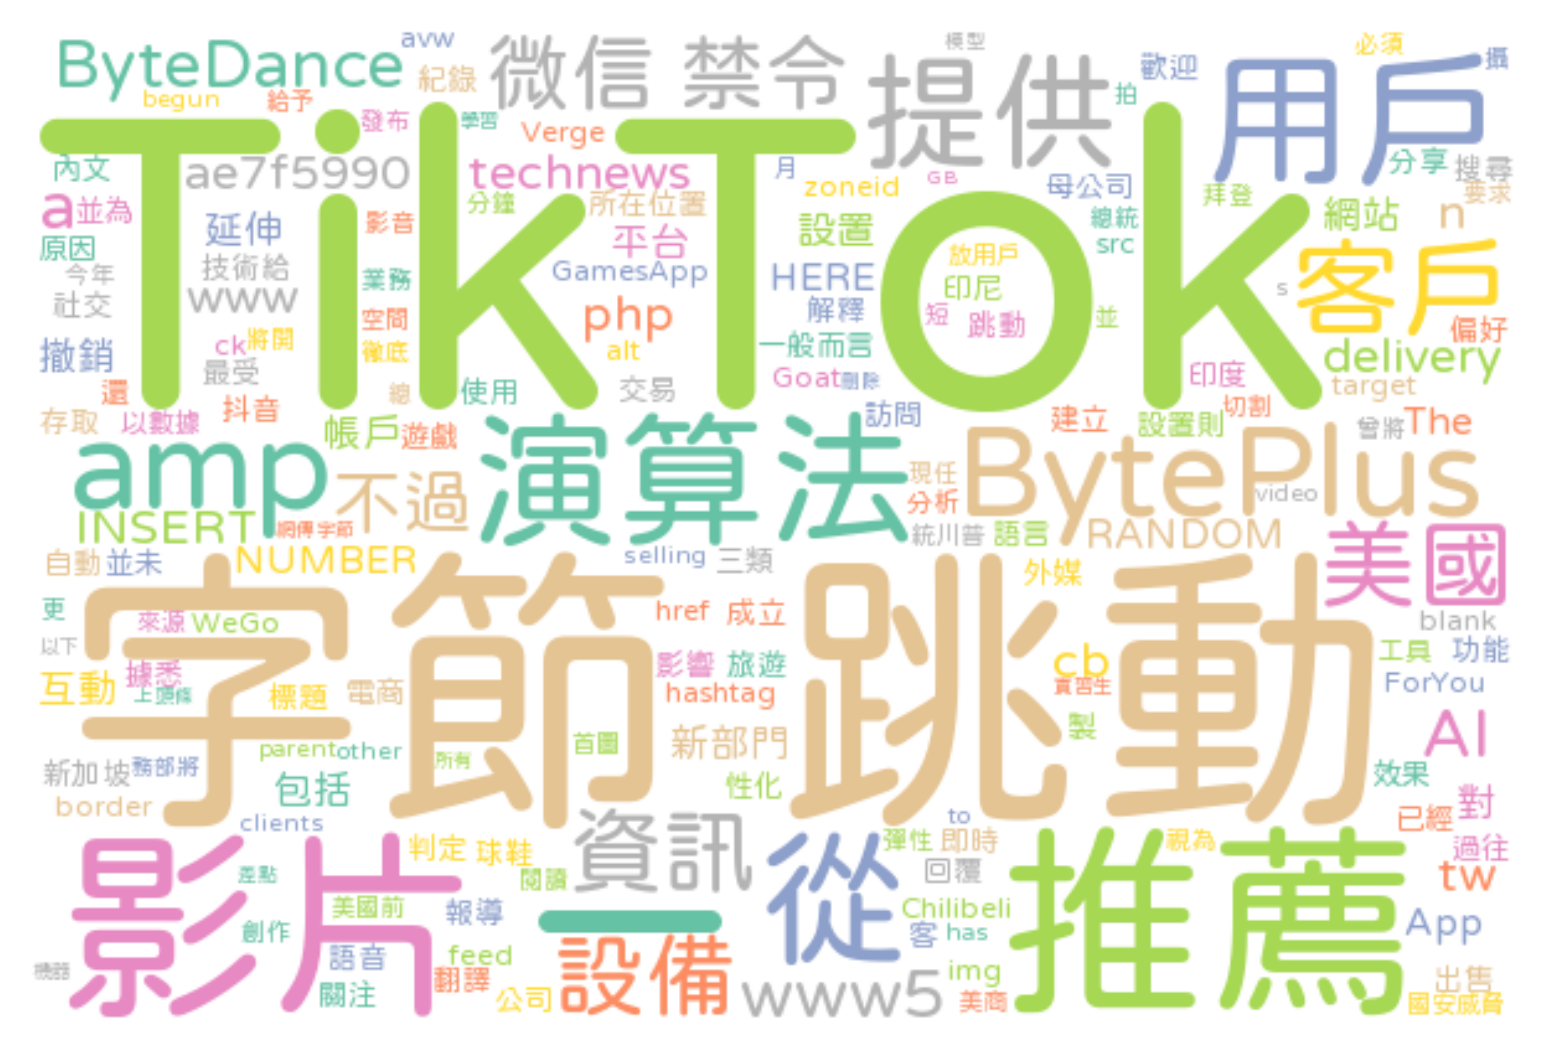 ByteDance
avw
微信 禁令
模型
提供
歡迎
用戶
必須
攝
紀錄
begun
給予
發布
學習
Verge
拍
分享
搜尋
TikTok
內文
ae7f5990
technews
月
zoneid
GB
母公司
拜登
要求
a
並為
分鐘
所在位置
總統
網站
n
延伸
影音
平台
設置
src
原因
放用戶
客戶
今年
技術給
業務
GamesApp
HERE
印尼
s
社交
www
空間
php
解釋
短
跳動
並
偏好
撤銷
ck
將開
徹底
alt
一般而言
delivery
最受
Goat
刪除
印度
target
還
總
使用
交易
切割
存取
以數據
抖音
訪問
建立
設置則
曾將
The
帳戶
遊戲
amp
不過
演算法
現任
BytePlus
video
分析
INSERT
網傳
字節
統川普
語言
RANDOM
美國
自動
並未
NUMBER
selling
三類
外媒
更
來源
WeGo
字節跳動
href
成立
blank
以下
據悉
影響
旅遊
cb
工具
功能
互動
上頭條
標題
電商
hashtag
實習生
ForYou
製
AI
parent
other
所有
首圖
新部門
新加坡
務部將
包括
性化
效果
border
對
clients
資訊
to
已經
影片
判定
球鞋
從
彈性
即時
推薦
視為
過往
差點
閱讀
回覆
tw
美國前
報導
一
Chilibeli
創作
客
has
App
語音
feed
設備
機器
翻譯
img
出售
關注
公司
www5
美商
國安威脅